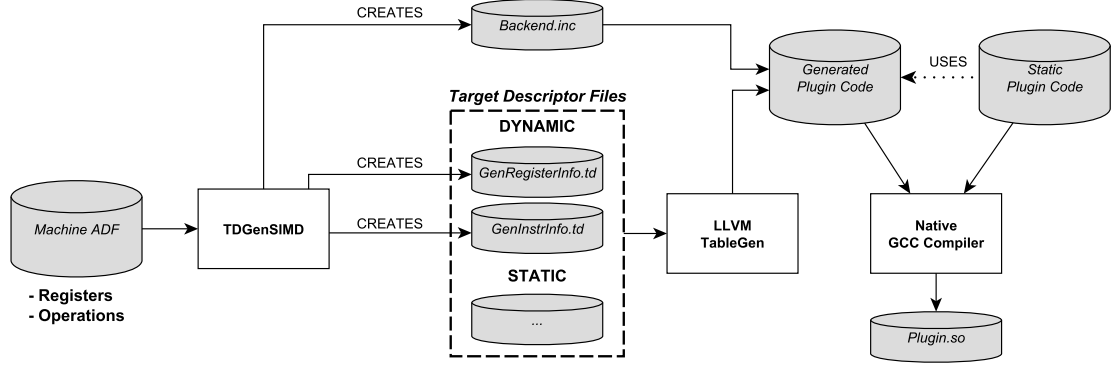 CREATES
Backend.inc
Generated
Plugin Code
USES
Static
Plugin Code
Target Descriptor Files
DYNAMIC
CREATES
GenRegisterInfo.td
Machine ADF
TDGenSIMD
CREATES
GenInstrInfo.td
LLVM
TableGen
Native
GCC Compiler
STATIC
...
- Registers
- Operations
Plugin.so